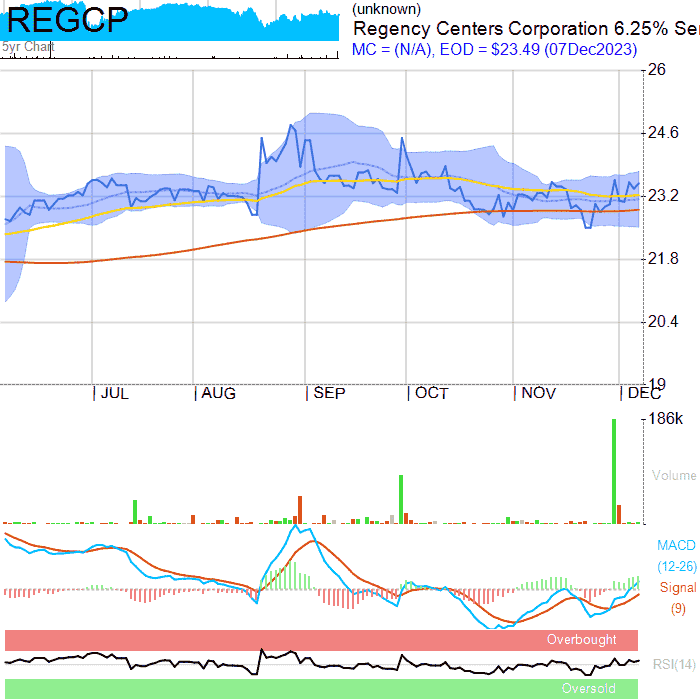 REGCP
5yr Chart
(unknown)
Regency Centers Corporation 6.25% Ser
MC = (N/A), EOD = $23.49 (07Dec2023)
26
24.6
23.2
21.8
20.4
19
JUL AUG SEP OCT NOV DEC
186k
Volume
MACD
(12-26)
Signal
(9)
Overbought
RSI(14)
Oversold